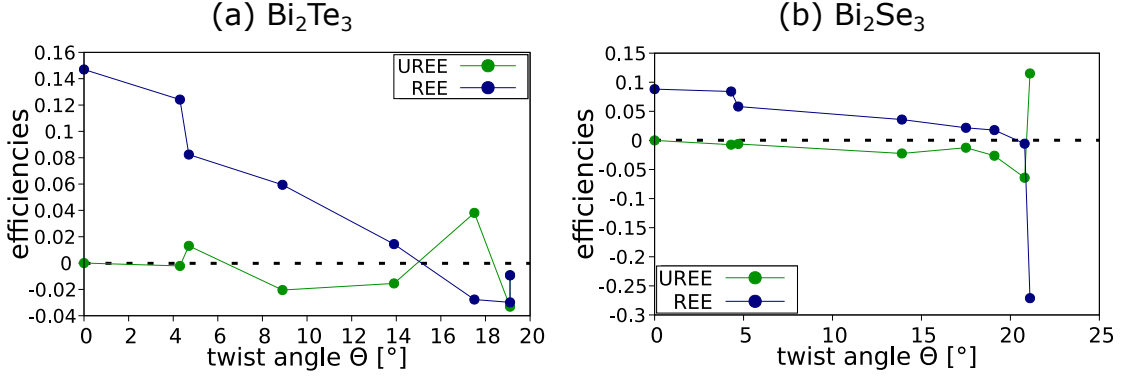 (a) Bi₂Te₃
efficiencies
0.16
0.14
0.12
0.1
0.08
0.06
0.04
0.02
0
-0.02
-0.04
UREE
REE
0 2 4 6 8 10 12 14 16 18 20
twist angle Θ [°]
(b) Bi₂Se₃
efficiencies
0.15
0.1
0.05
0
-0.05
-0.1
-0.15
-0.2
-0.25
-0.3
UREE
REE
0 5 10 15 20 25
twist angle Θ [°]